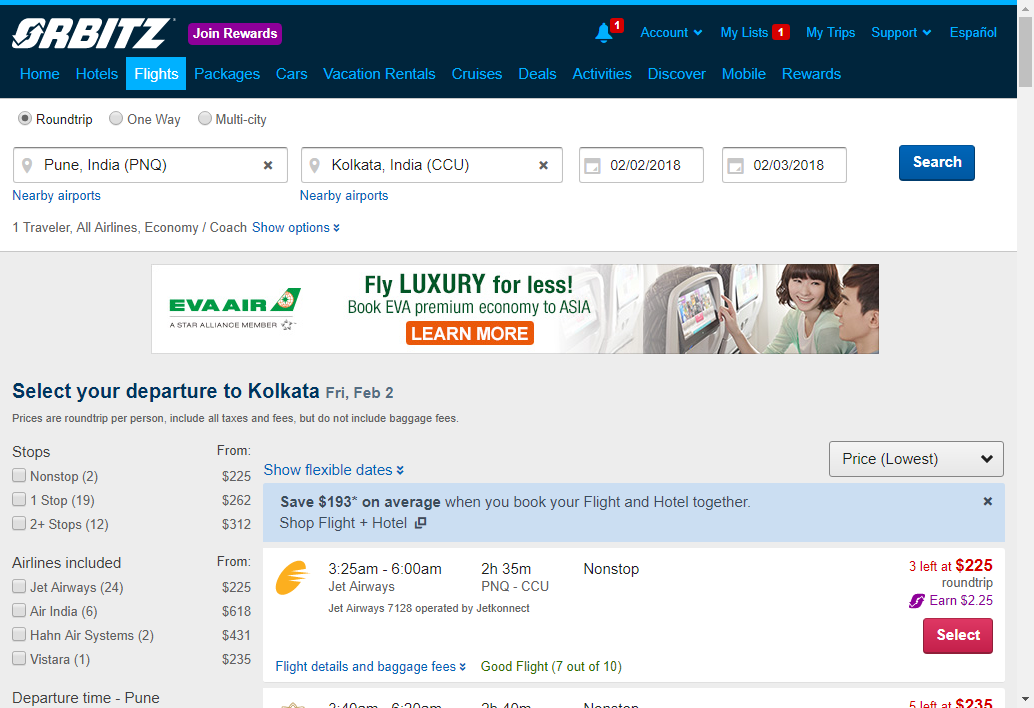 ORBITZ Join Rewards
1 Account My Lists 1 My Trips Support Español
Home Hotels Flights Packages Cars Vacation Rentals Cruises Deals Activities Discover Mobile Rewards
Roundtrip One Way Multi-city
Pune, India (PNQ) Kolkata, India (CCU) 02/02/2018 02/03/2018 Search
Nearby airports Nearby airports
1 Traveler, All Airlines, Economy / Coach Show options
EVA AIR
A STAR ALLIANCE MEMBER
Fly LUXURY for less!
Book EVA premium economy to ASIA
LEARN MORE
Select your departure to Kolkata Fri, Feb 2
Prices are roundtrip per person, include all taxes and fees, but do not include baggage fees.
Stops From:
Nonstop (2) $225
1 Stop (19) $262
2+ Stops (12) $312
Airlines included From:
Jet Airways (24) $225
Air India (6) $618
Hahn Air Systems (2) $431
Vistara (1) $235
Departure time - Pune
Show flexible dates Price (Lowest)
Save $193* on average when you book your Flight and Hotel together.
Shop Flight + Hotel
3:25am - 6:00am 2h 35m Nonstop 3 left at $225
Jet Airways PNQ - CCU roundtrip
Jet Airways 7128 operated by Jetkonnect Earn $2.25
Select
Flight details and baggage fees Good Flight (7 out of 10)
3:40am - 6:20am 2h 40m Nonstop 5 left at $235